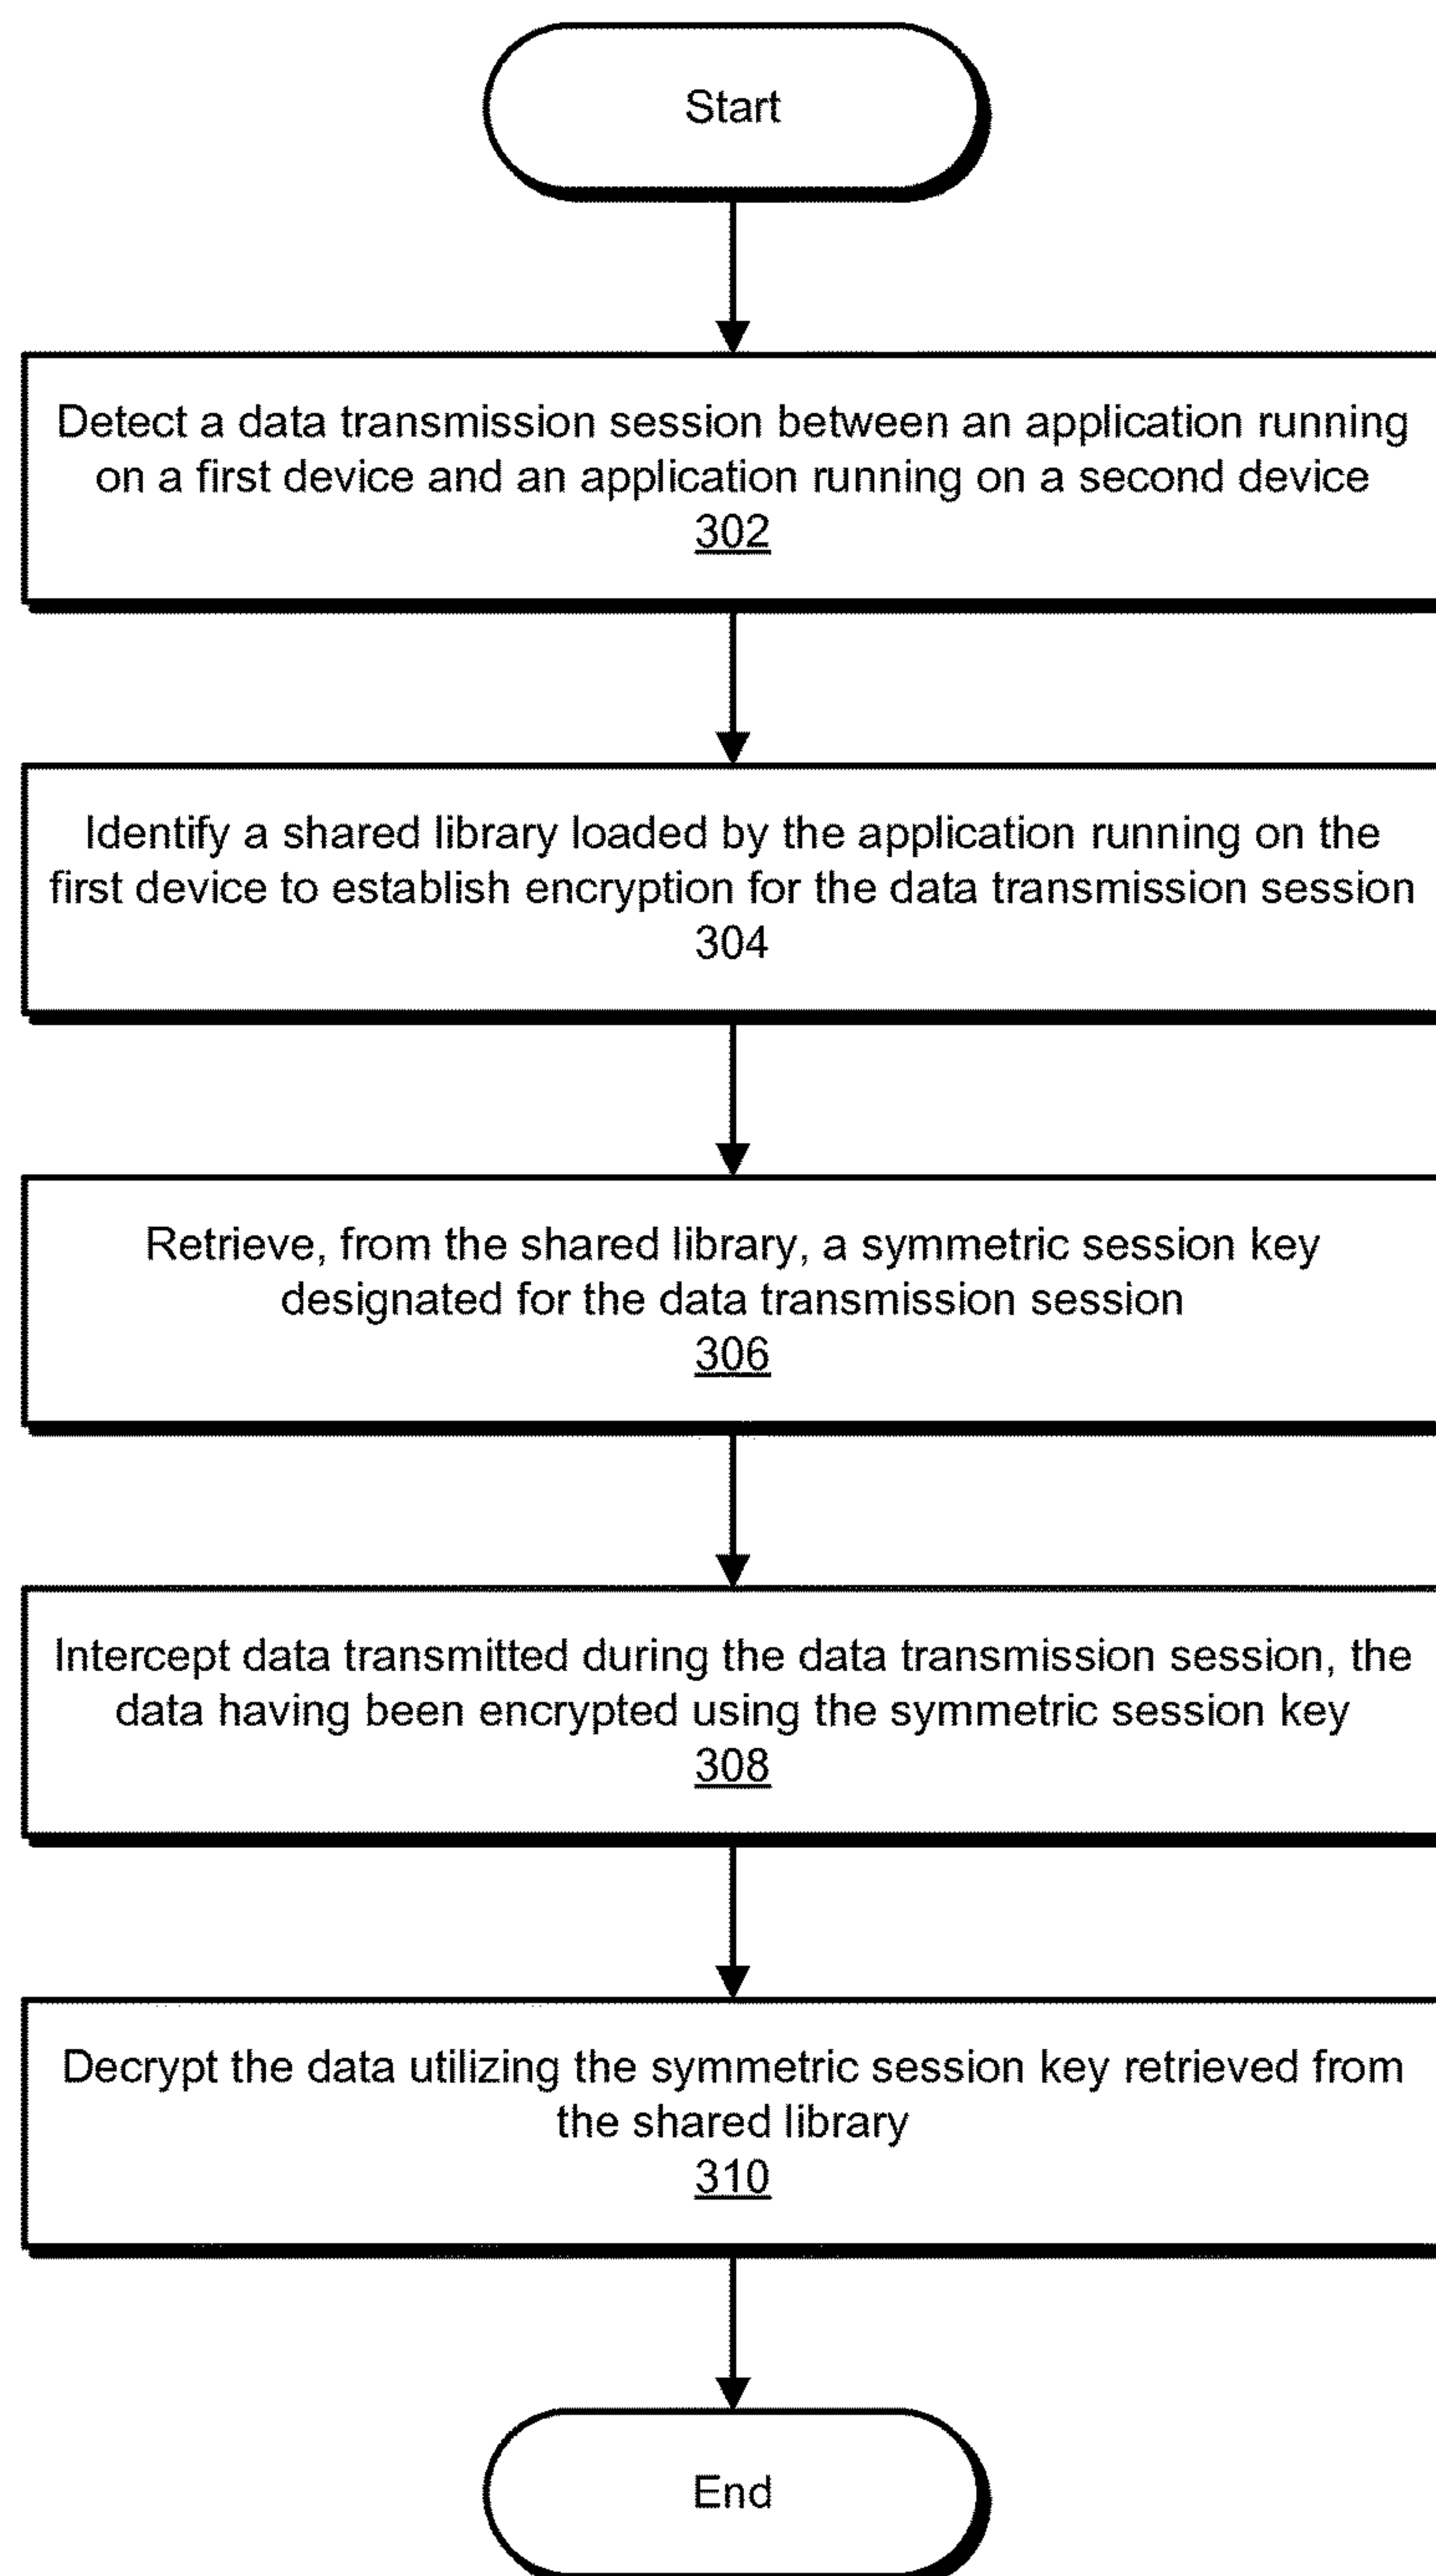 Start
Detect a data transmission session between an application running
on a first device and an application running on a second device
302
Identify a shared library loaded by the application running on the
first device to establish encryption for the data transmission session
304
Retrieve, from the shared library, a symmetric session key
designated for the data transmission session
306
Intercept data transmitted during the data transmission session, the
data having been encrypted using the symmetric session key
308
Decrypt the data utilizing the symmetric session key retrieved from
the shared library
310
End